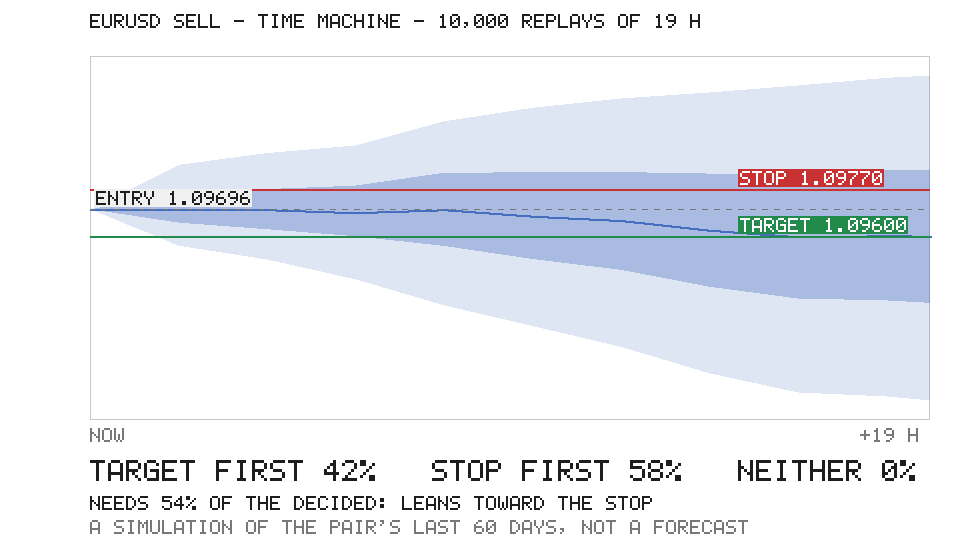 EURUSD SELL - TIME MACHINE - 10,000 REPLAYS OF 19 H
STOP 1.09770
ENTRY 1.09696
TARGET 1.09600
NOW +19 H
TARGET FIRST 42% STOP FIRST 58% NEITHER 0%
NEEDS 54% OF THE DECIDED: LEANS TOWARD THE STOP
A SIMULATION OF THE PAIR'S LAST 60 DAYS, NOT A FORECAST